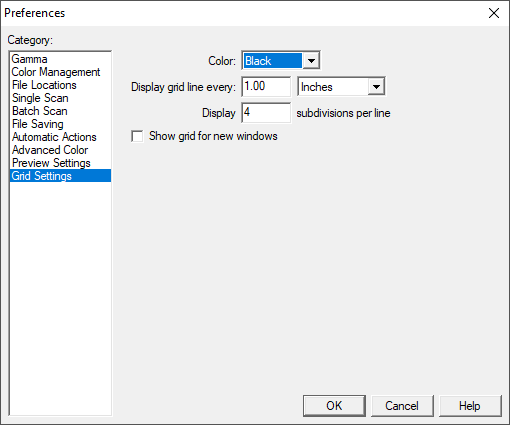 Preferences
Category:
Gamma
Color Management
File Locations
Single Scan
Batch Scan
File Saving
Automatic Actions
Advanced Color
Preview Settings
Grid Settings
Color: Black
Display grid line every: 1.00 Inches
Display 4 subdivisions per line
Show grid for new windows
OK Cancel Help